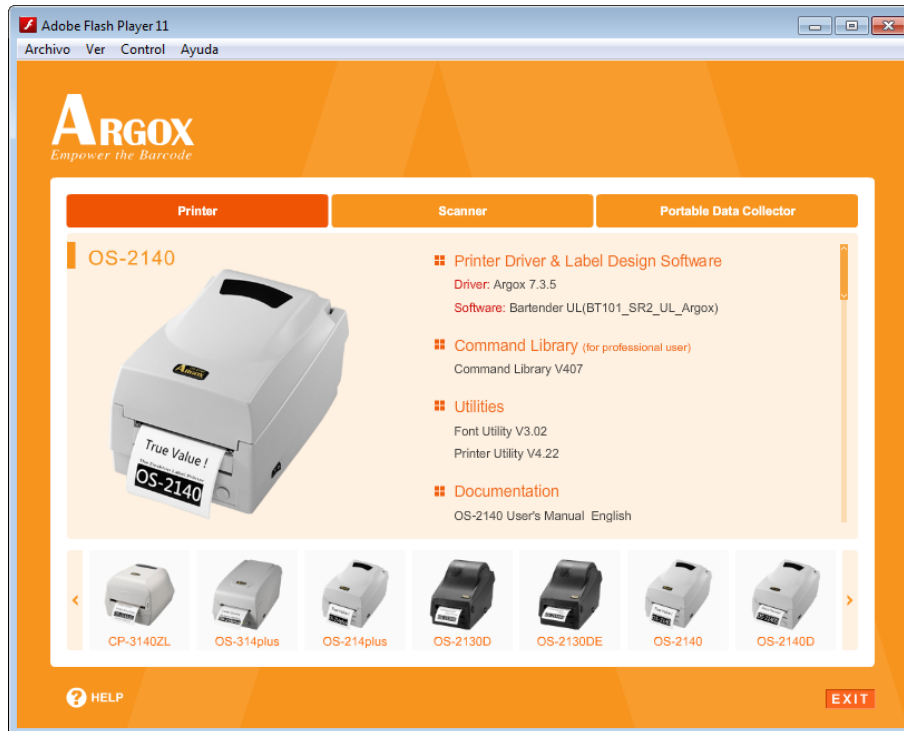 Adobe Flash Player 11
Archivo Ver Control Ayuda
ARGOX
Empower the Barcode
Printer
Scanner
Portable Data Collector
OS-2140
Printer Driver & Label Design Software
Driver: Argox 7.3.5
Software: Bartender UL(BT101_SR2_UL_Argox)
Command Library (for professional user)
Command Library V407
Utilities
Font Utility V3.02
Printer Utility V4.22
Documentation
OS-2140 User's Manual English
ARGOX
True Value !
OS-2140
CP-3140ZL
OS-314plus
OS-214plus
OS-2130D
OS-2130DE
OS-2140
OS-2140D
? HELP
EXIT